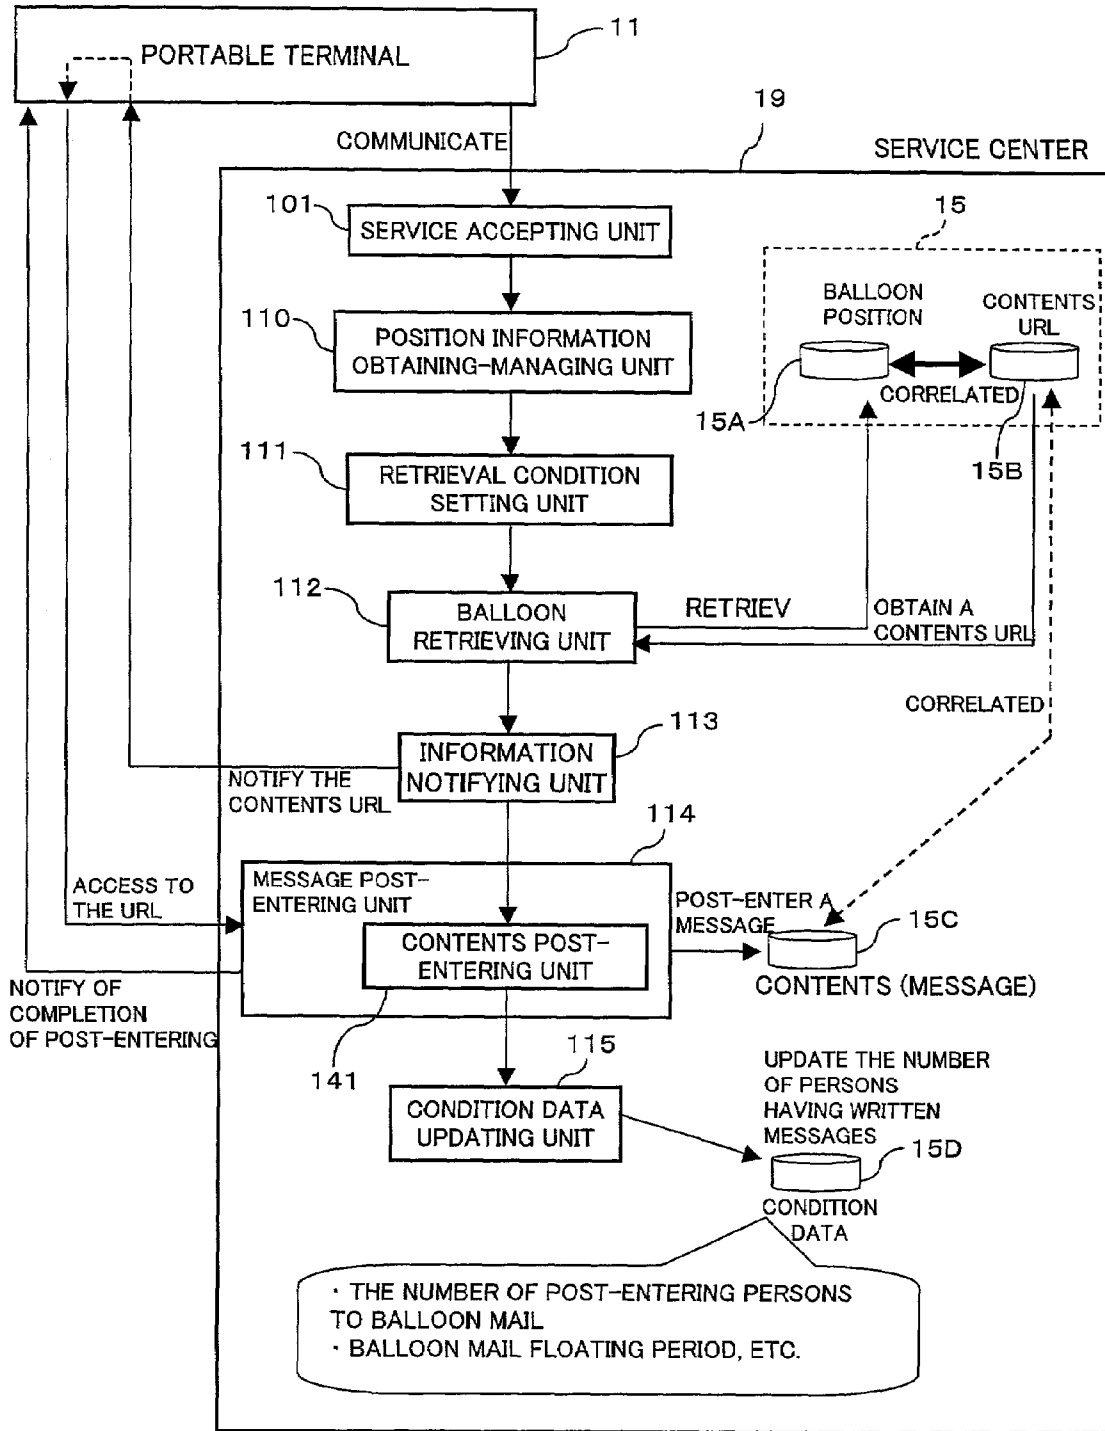 11
PORTABLE TERMINAL
COMMUNICATE
19
SERVICE CENTER
101
SERVICE ACCEPTING UNIT
15
BALLOON
POSITION
CONTENTS
URL
CORRELATED
15A
15B
110
POSITION INFORMATION
OBTAINING-MANAGING UNIT
111
RETRIEVAL CONDITION
SETTING UNIT
112
BALLOON
RETRIEVING UNIT
RETRIEV
OBTAIN A
CONTENTS URL
CORRELATED
113
INFORMATION
NOTIFYING UNIT
NOTIFY THE
CONTENTS URL
114
MESSAGE POST-
ENTERING UNIT
ACCESS TO
THE URL
CONTENTS POST-
ENTERING UNIT
POST-ENTER A
MESSAGE
15C
CONTENTS (MESSAGE)
NOTIFY OF
COMPLETION
OF POST-ENTERING
141
115
CONDITION DATA
UPDATING UNIT
UPDATE THE NUMBER
OF PERSONS
HAVING WRITTEN
MESSAGES
15D
CONDITION
DATA
· THE NUMBER OF POST-ENTERING PERSONS
TO BALLOON MAIL
· BALLOON MAIL FLOATING PERIOD, ETC.